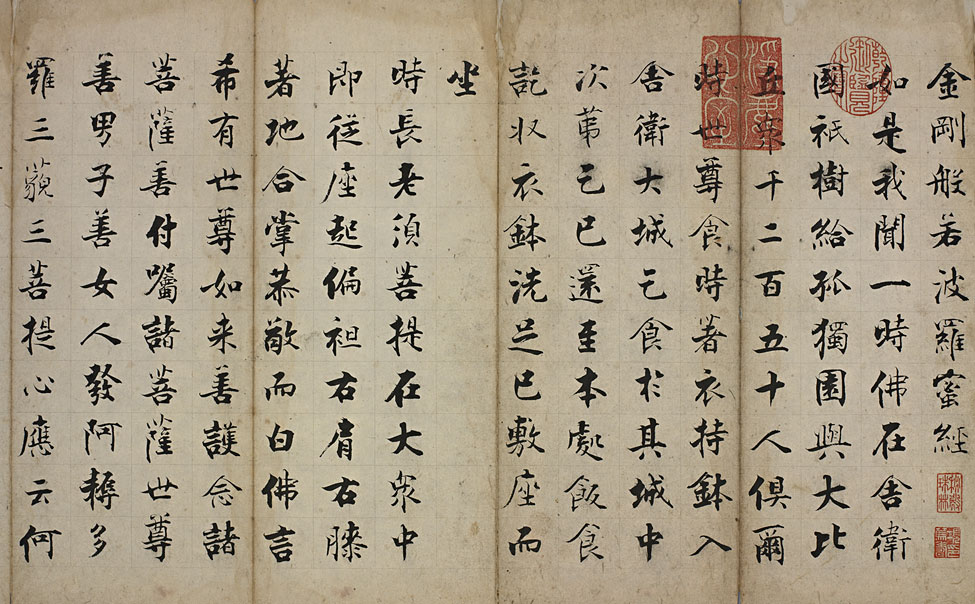 金剛般若波羅蜜経
如是我聞一時佛在舍衛
國祇樹給孤獨園與大比
丘衆千二百五十人俱爾
時世尊食時著衣持鉢入
舍衛大城乞食於其城中
次第乞已還至本處飯食
訖収衣鉢洗足已敷座而
坐
時長老須菩提在大衆中
即従座起偏袒右肩右膝
著地合掌恭敬而白佛言
希有世尊如来善護念諸
菩薩善付囑諸菩薩世尊
善男子善女人發阿耨多
羅三藐三菩提心應云何